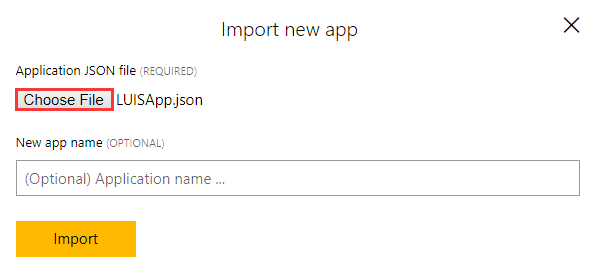 Import new app
Application JSON file (REQUIRED)
Choose File LUISApp.json
New app name (OPTIONAL)
(Optional) Application name ...
Import